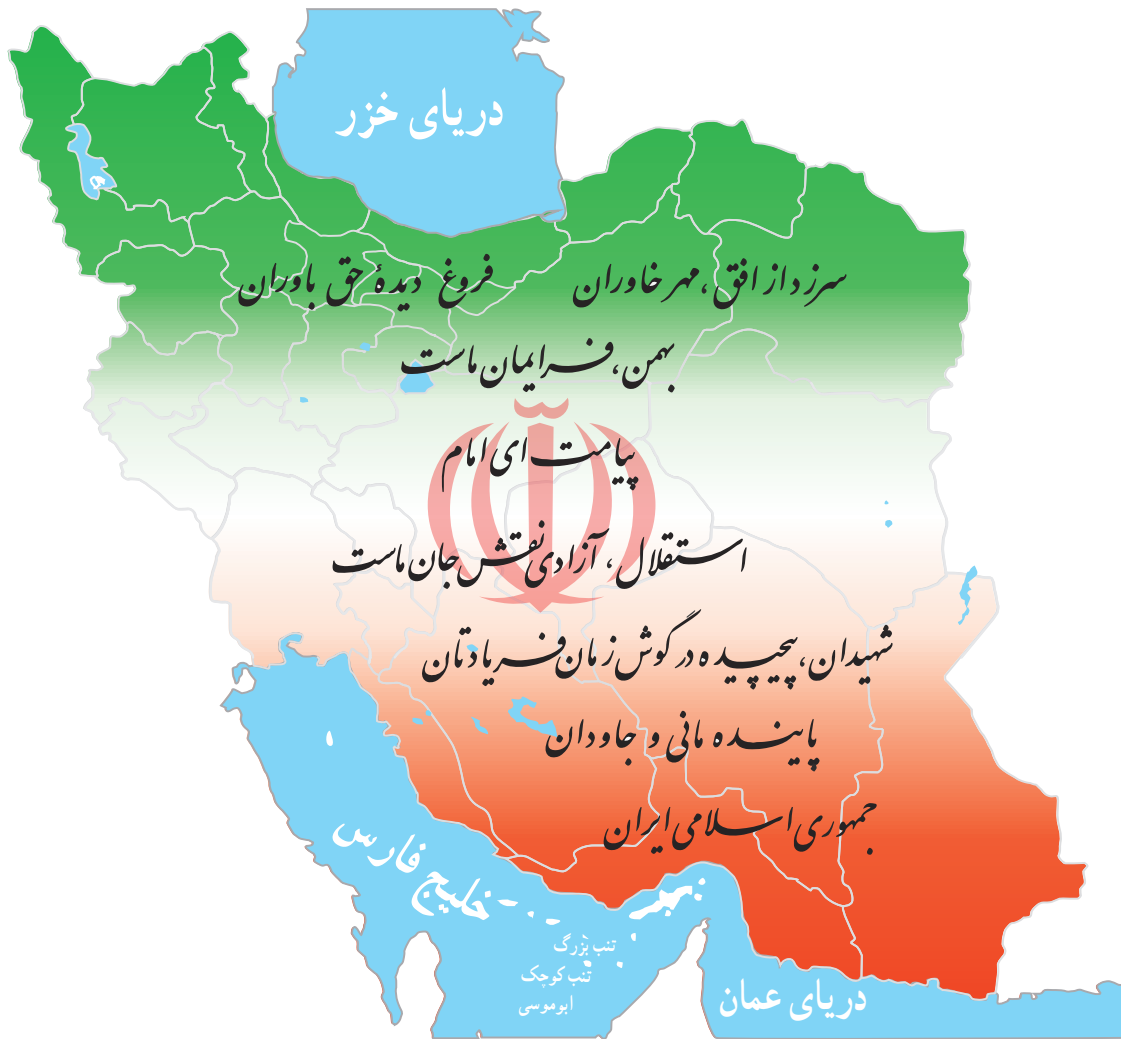 دریای خزر
سر زد از افق، مهر خاوران فروغ دیدهٔ حق باوران
بهمن، فر ایمان ماست
پیامت ای امام
استقلال، آزادی نقش جان ماست
شهیدان، پیچیده در گوش زمان فریادتان
پاینده مانی و جاودان
جمهوری اسلامی ایران
خلیج فارس
تنب بزرگ
تنب کوچک
ابوموسی
دریای عمان